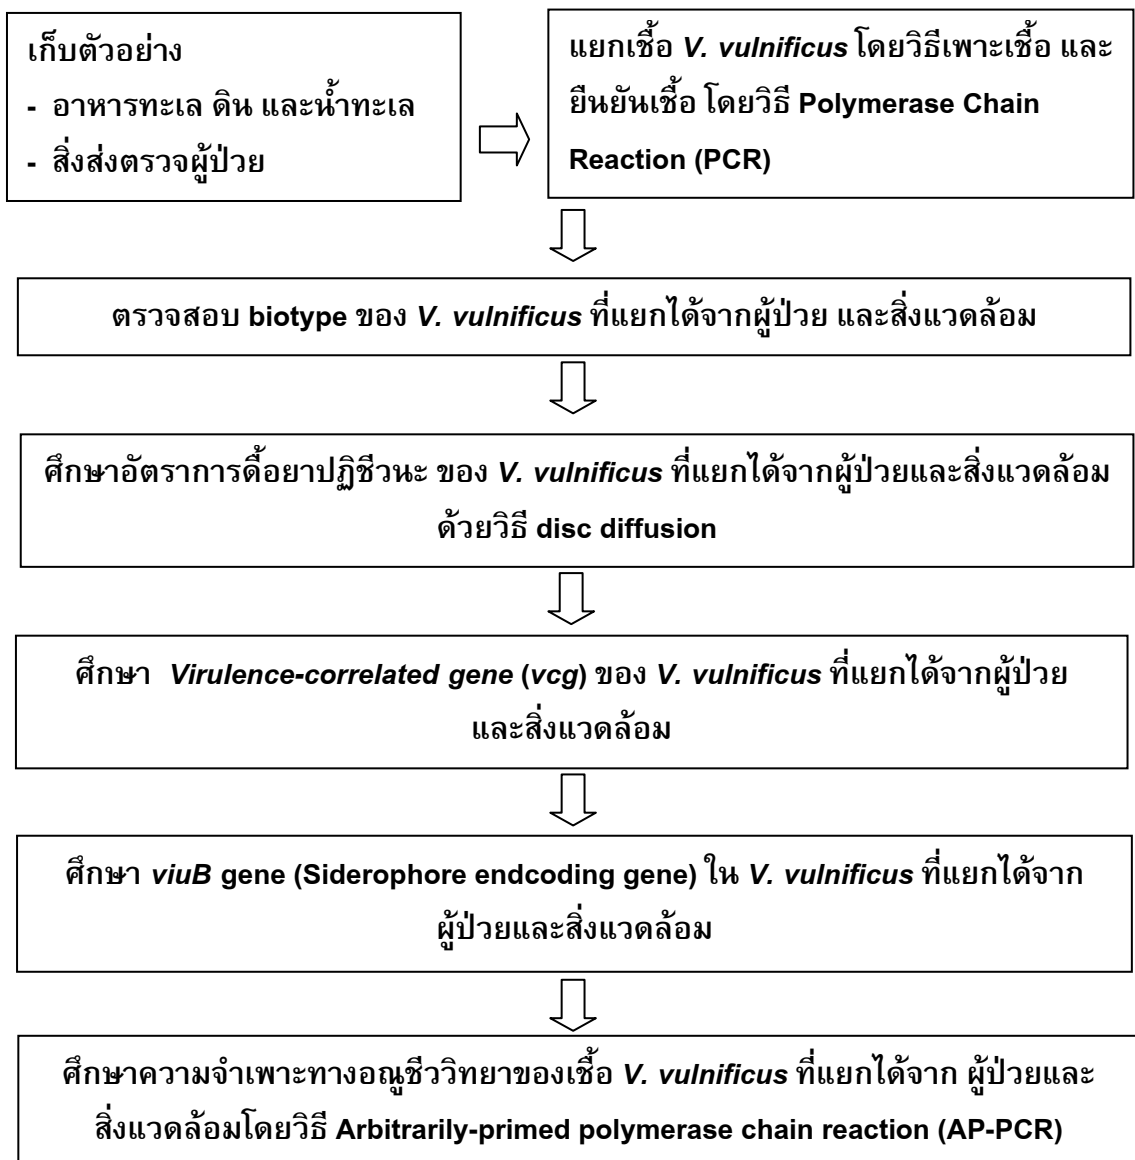 เก็บตัวอย่าง
- อาหารทะเล ดิน และน้ำทะเล
- สิ่งส่งตรวจผู้ป่วย
แยกเชื้อ V. vulnificus โดยวิธีเพาะเชื้อ และ
ยืนยันเชื้อ โดยวิธี Polymerase Chain
Reaction (PCR)
ตรวจสอบ biotype ของ V. vulnificus ที่แยกได้จากผู้ป่วย และสิ่งแวดล้อม
ศึกษาอัตราการดื้อยาปฏิชีวหะ ของ V. vulnificus ที่แยกได้จากผู้ป่วยและสิ่งแวดล้อม
ด้วยวิธี disc diffusion
ศึกษา Virulence-correlated gene (vcg) ของ V. vulnificus ที่แยกได้จากผู้ป่วย
และสิ่งแวดล้อม
ศึกษา viuB gene (Siderophore endcoding gene) ใน V. vulnificus ที่แยกได้จาก
ผู้ป่วยและสิ่งแวดล้อม
ศึกษาความจำเพาะทางอณูชีววิทยาของเชื้อ V. vulnificus ที่แยกได้จาก ผู้ป่วยและ
สิ่งแวดล้อมโดยวิธี Arbitrarily-primed polymerase chain reaction (AP-PCR)